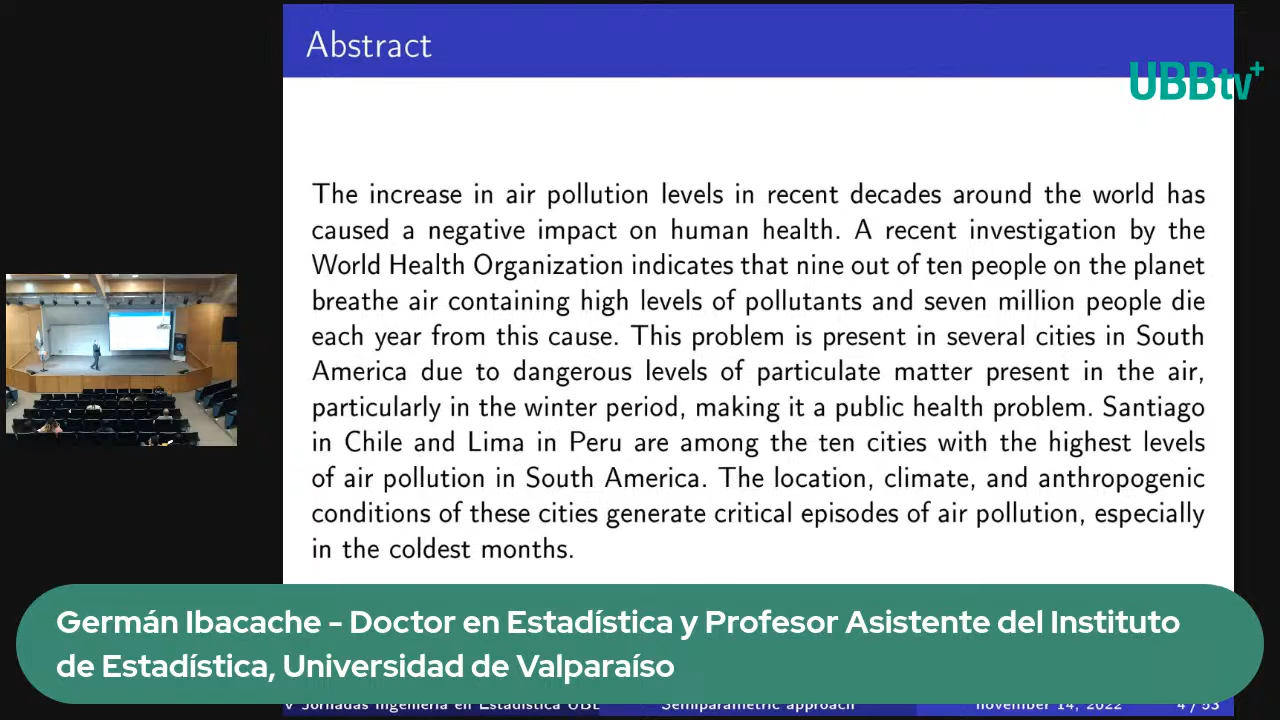 Abstract
UBBtv+
The increase in air pollution levels in recent decades around the world has
caused a negative impact on human health. A recent investigation by the
World Health Organization indicates that nine out of ten people on the planet
breathe air containing high levels of pollutants and seven million people die
each year from this cause. This problem is present in several cities in South
America due to dangerous levels of particulate matter present in the air,
particularly in the winter period, making it a public health problem. Santiago
in Chile and Lima in Peru are among the ten cities with the highest levels
of air pollution in South America. The location, climate, and anthropogenic
conditions of these cities generate critical episodes of air pollution, especially
in the coldest months.
Germán Ibacache - Doctor en Estadística y Profesor Asistente del Instituto
de Estadística, Universidad de Valparaíso
V Jornadas Ingeniería en Estadística UBB Semiparametric approach november 14, 2022 4 / 53